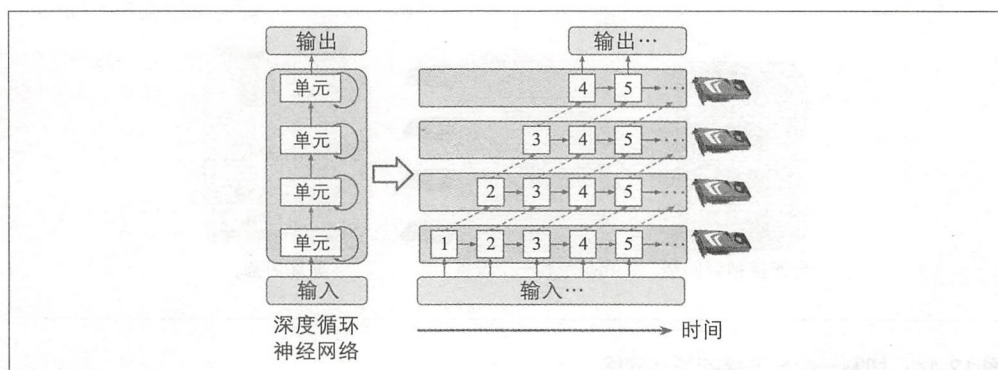 输出
单元
单元
单元
单元
输入
深度循环
神经网络
输出…
4 5 …
3 4 5 …
2 3 4 5 …
1 2 3 4 5 …
输入…
时间